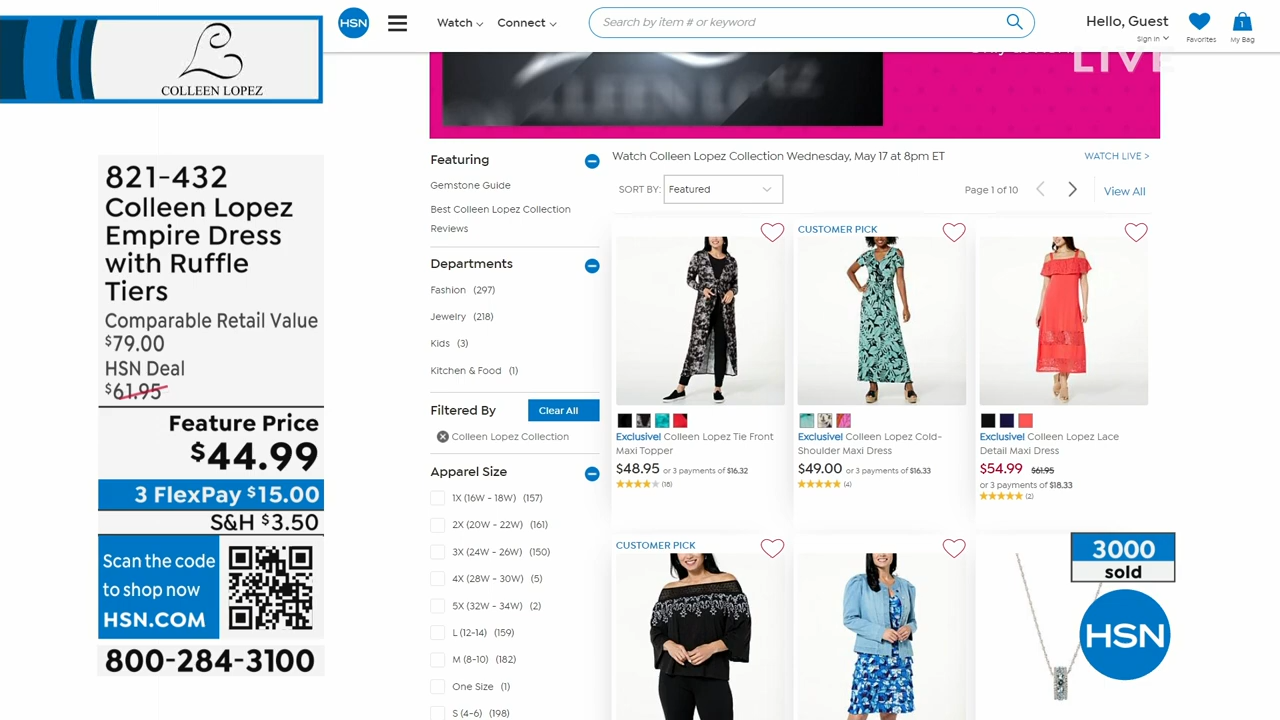 COLLEEN LOPEZ
821-432
Colleen Lopez
Empire Dress
with Ruffle
Tiers
Comparable Retail Value
$79.00
HSN Deal
$61.95
Feature Price
$44.99
3 FlexPay $15.00
S&H $3.50
Scan the code
to shop now
HSN.COM
800-284-3100
HSN
Watch
Connect
Search by item # or keyword
Hello, Guest
Sign in
Favorites
1
My Bag
LIVE
Featuring
Gemstone Guide
Best Colleen Lopez Collection
Reviews
Departments
Fashion (297)
Jewelry (218)
Kids (3)
Kitchen & Food (1)
Filtered By
Clear All
Colleen Lopez Collection
Apparel Size
1X (16W - 18W) (157)
2X (20W - 22W) (161)
3X (24W - 26W) (150)
4X (28W - 30W) (5)
5X (32W - 34W) (2)
L (12-14) (159)
M (8-10) (182)
One Size (1)
S (4-6) (198)
Watch Colleen Lopez Collection Wednesday, May 17 at 8pm ET
WATCH LIVE >
SORT BY: Featured
Page 1 of 10
View All
Exclusive! Colleen Lopez Tie Front
Maxi Topper
$48.95 or 3 payments of $16.32
(18)
CUSTOMER PICK
Exclusive! Colleen Lopez Cold-
Shoulder Maxi Dress
$49.00 or 3 payments of $16.33
(4)
Exclusive! Colleen Lopez Lace
Detail Maxi Dress
$54.99 $61.95
or 3 payments of $18.33
(2)
CUSTOMER PICK
3000
sold
HSN